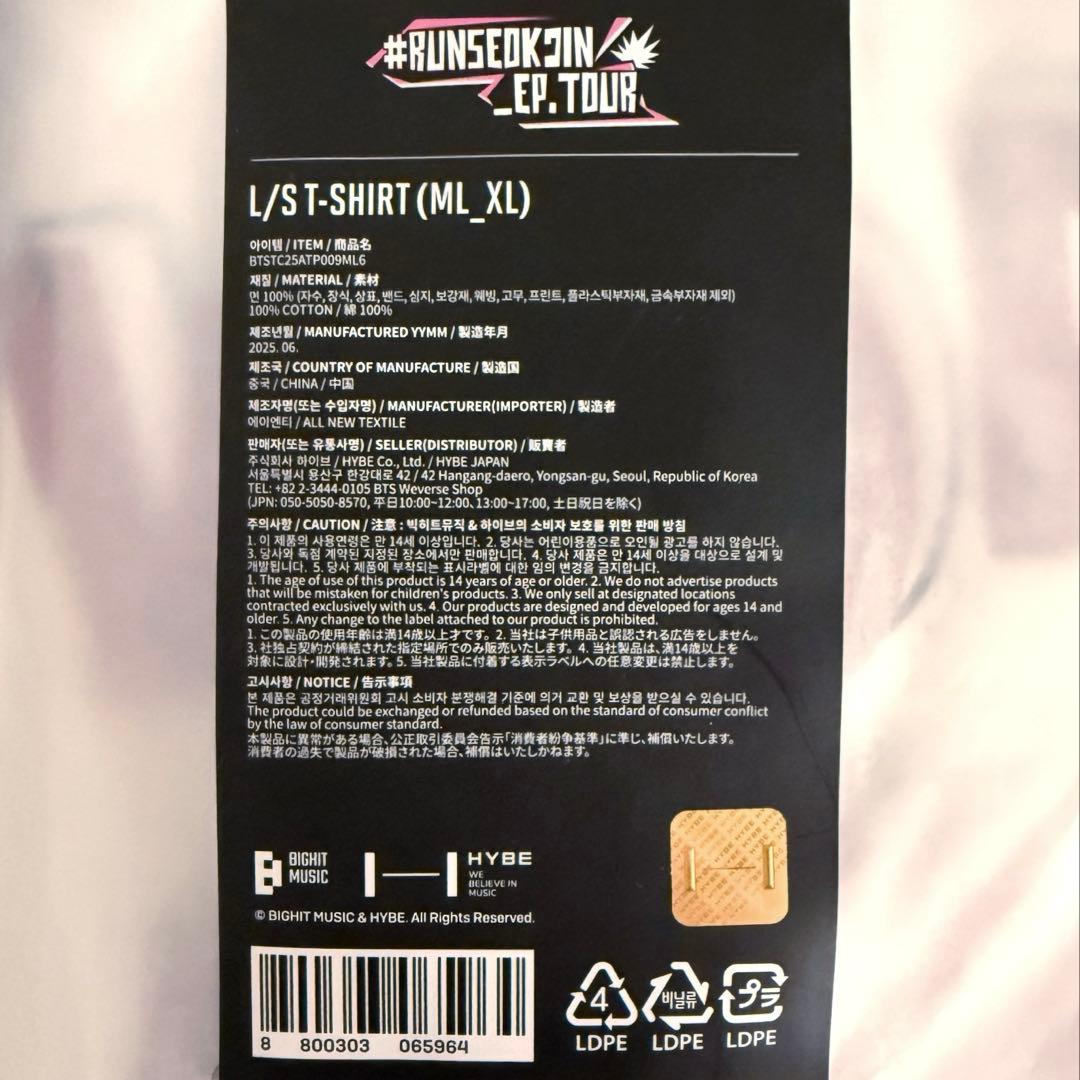 #RUNSEOKJIN
_EP.TOUR
L/S T-SHIRT (ML_XL)
아이템 / ITEM / 商品名
BTSTC25ATP009ML6
재질 / MATERIAL / 素材
면 100% (자수, 장식, 상표, 밴드, 심지, 보강재, 웨빙, 고무, 프린트, 플라스틱부자재, 금속부자재 제외)
100% COTTON / 綿 100%
제조년월 / MANUFACTURED YYMM / 製造年月
2025. 06.
제조국 / COUNTRY OF MANUFACTURE / 製造国
중국 / CHINA / 中国
제조자명(또는 수입자명) / MANUFACTURER(IMPORTER) / 製造者
에이엔티 / ALL NEW TEXTILE
판매자(또는 유통사명) / SELLER(DISTRIBUTOR) / 販賣者
주식회사 하이브 / HYBE Co., Ltd. / HYBE JAPAN
서울특별시 용산구 한강대로 42 / 42 Hangang-daero, Yongsan-gu, Seoul, Republic of Korea
TEL: +82 2-3444-0105 BTS Weverse Shop
(JPN: 050-5050-8570, 平日10:00~12:00、13:00~17:00, 土日祝日を除く)
주의사항 / CAUTION / 注意 : 빅히트뮤직 & 하이브의 소비자 보호를 위한 판매 방침
1. 이 제품의 사용연령은 만 14세 이상입니다. 2. 당사는 어린이용품으로 오인될 광고를 하지 않습니다.
3. 당사와 독점 계약된 지정된 장소에서만 판매합니다. 4. 당사 제품은 만 14세 이상을 대상으로 설계 및
개발됩니다. 5. 당사 제품에 부착되는 표시라벨에 대한 임의 변경을 금지합니다.
1. The age of use of this product is 14 years of age or older. 2. We do not advertise products
that will be mistaken for children's products. 3. We only sell at designated locations
contracted exclusively with us. 4. Our products are designed and developed for ages 14 and
older. 5. Any change to the label attached to our product is prohibited.
1. この製品の使用年齢は満14歳以上才です。2. 当社は子供用品と誤認される広告をしません。
3. 社独占契約が締結された指定場所でのみ販売いたします。4. 当社製品は、満14歳以上を
対象に設計・開発されます。5. 当社製品に付着する表示ラベルへの任意変更は禁止します。
고시사항 / NOTICE / 告示事項
본 제품은 공정거래위원회 고시 소비자 분쟁해결 기준에 의거 교환 및 보상을 받으실 수 있습니다.
The product could be exchanged or refunded based on the standard of consumer conflict
by the law of consumer standard.
本製品に異常がある場合、公正取引委員会告示「消費者紛争基準」に準じ、補償いたします。
消費者の過失で製品が破損された場合、補償はいたしかねます。
BIGHIT
MUSIC
HYBE
WE
BELIEVE IN
MUSIC
© BIGHIT MUSIC & HYBE. All Rights Reserved.
8 800303 065964
4
LDPE
비닐류
LDPE
プラ
LDPE